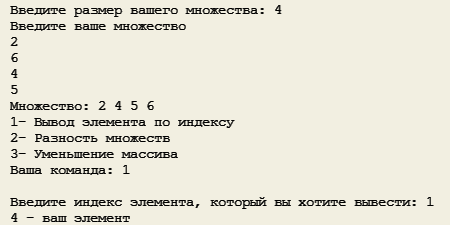 Введите размер вашего множества: 4
Введите ваше множество
2
6
4
5
Множество: 2 4 5 6
1- Вывод элемента по индексу
2- Разность множеств
3- Уменьшение массива
Ваша команда: 1
Введите индекс элемента, который вы хотите вывести: 1
4 - ваш элемент